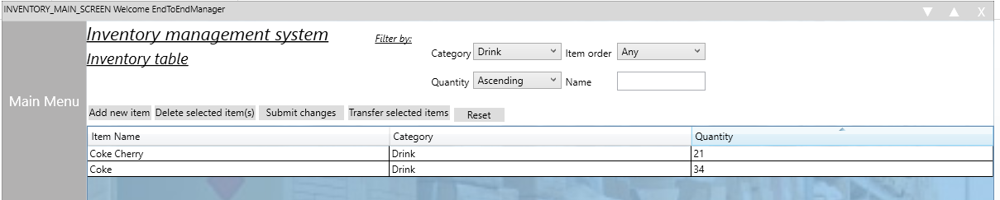 INVENTORY_MAIN_SCREEN Welcome EndToEndManager
X
Main Menu
Inventory management system
Inventory table
Filter by:
Category Drink Item order Any
Quantity Ascending Name
Add new item Delete selected item(s) Submit changes Transfer selected items Reset
Item Name Category Quantity
Coke Cherry Drink 21
Coke Drink 34